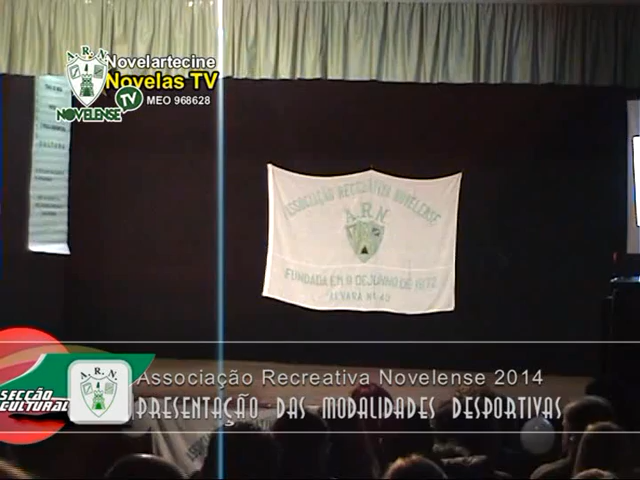 A.R.N.
NOVELENSE
TV
Novelartecine
Novelas TV
MEO 968628
CULTURA
ASSOCIAÇÃO RECREATIVA NOVELENSE
A.R.N.
FUNDADA EM 9 DE JUNHO DE 1972
ALVARÁ Nº 40
SECÇÃO
CULTURAL
A.R.N.
Associação Recreativa Novelense 2014
APRESENTAÇÃO DAS MODALIDADES DESPORTIVAS